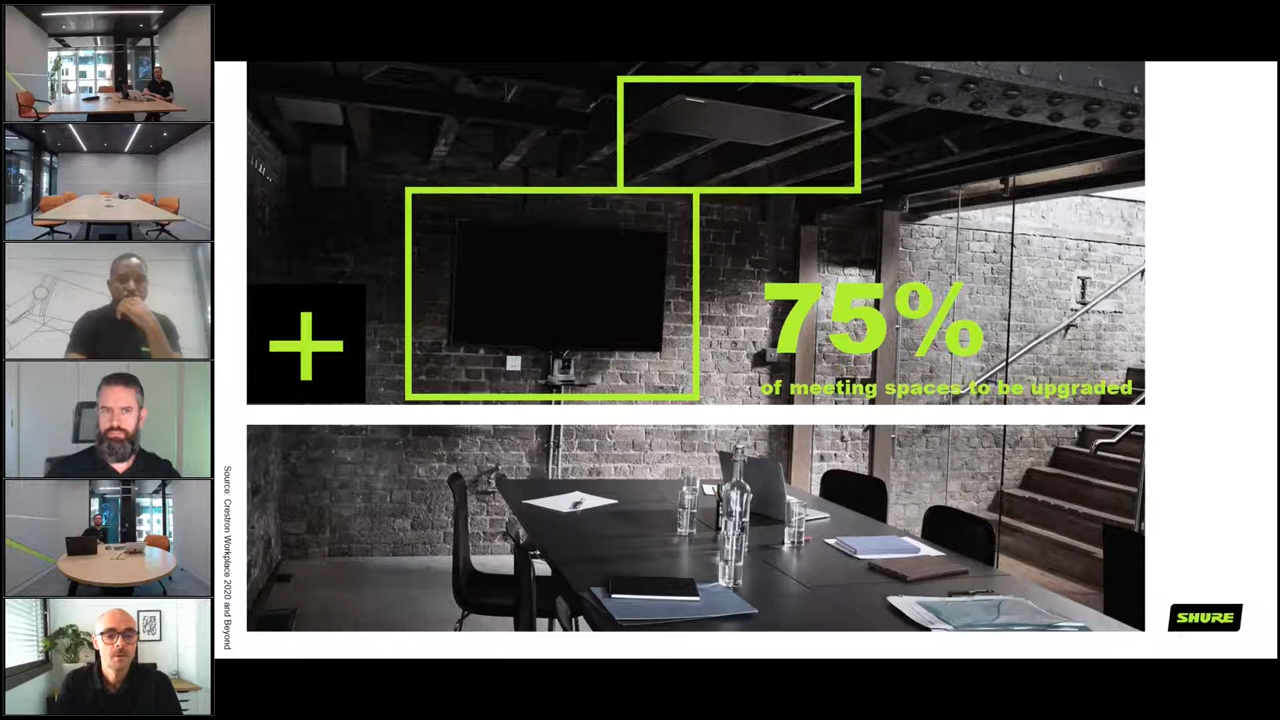 75%
of meeting spaces to be upgraded
Source: Crestron Workplace 2020 and Beyond
SHURE